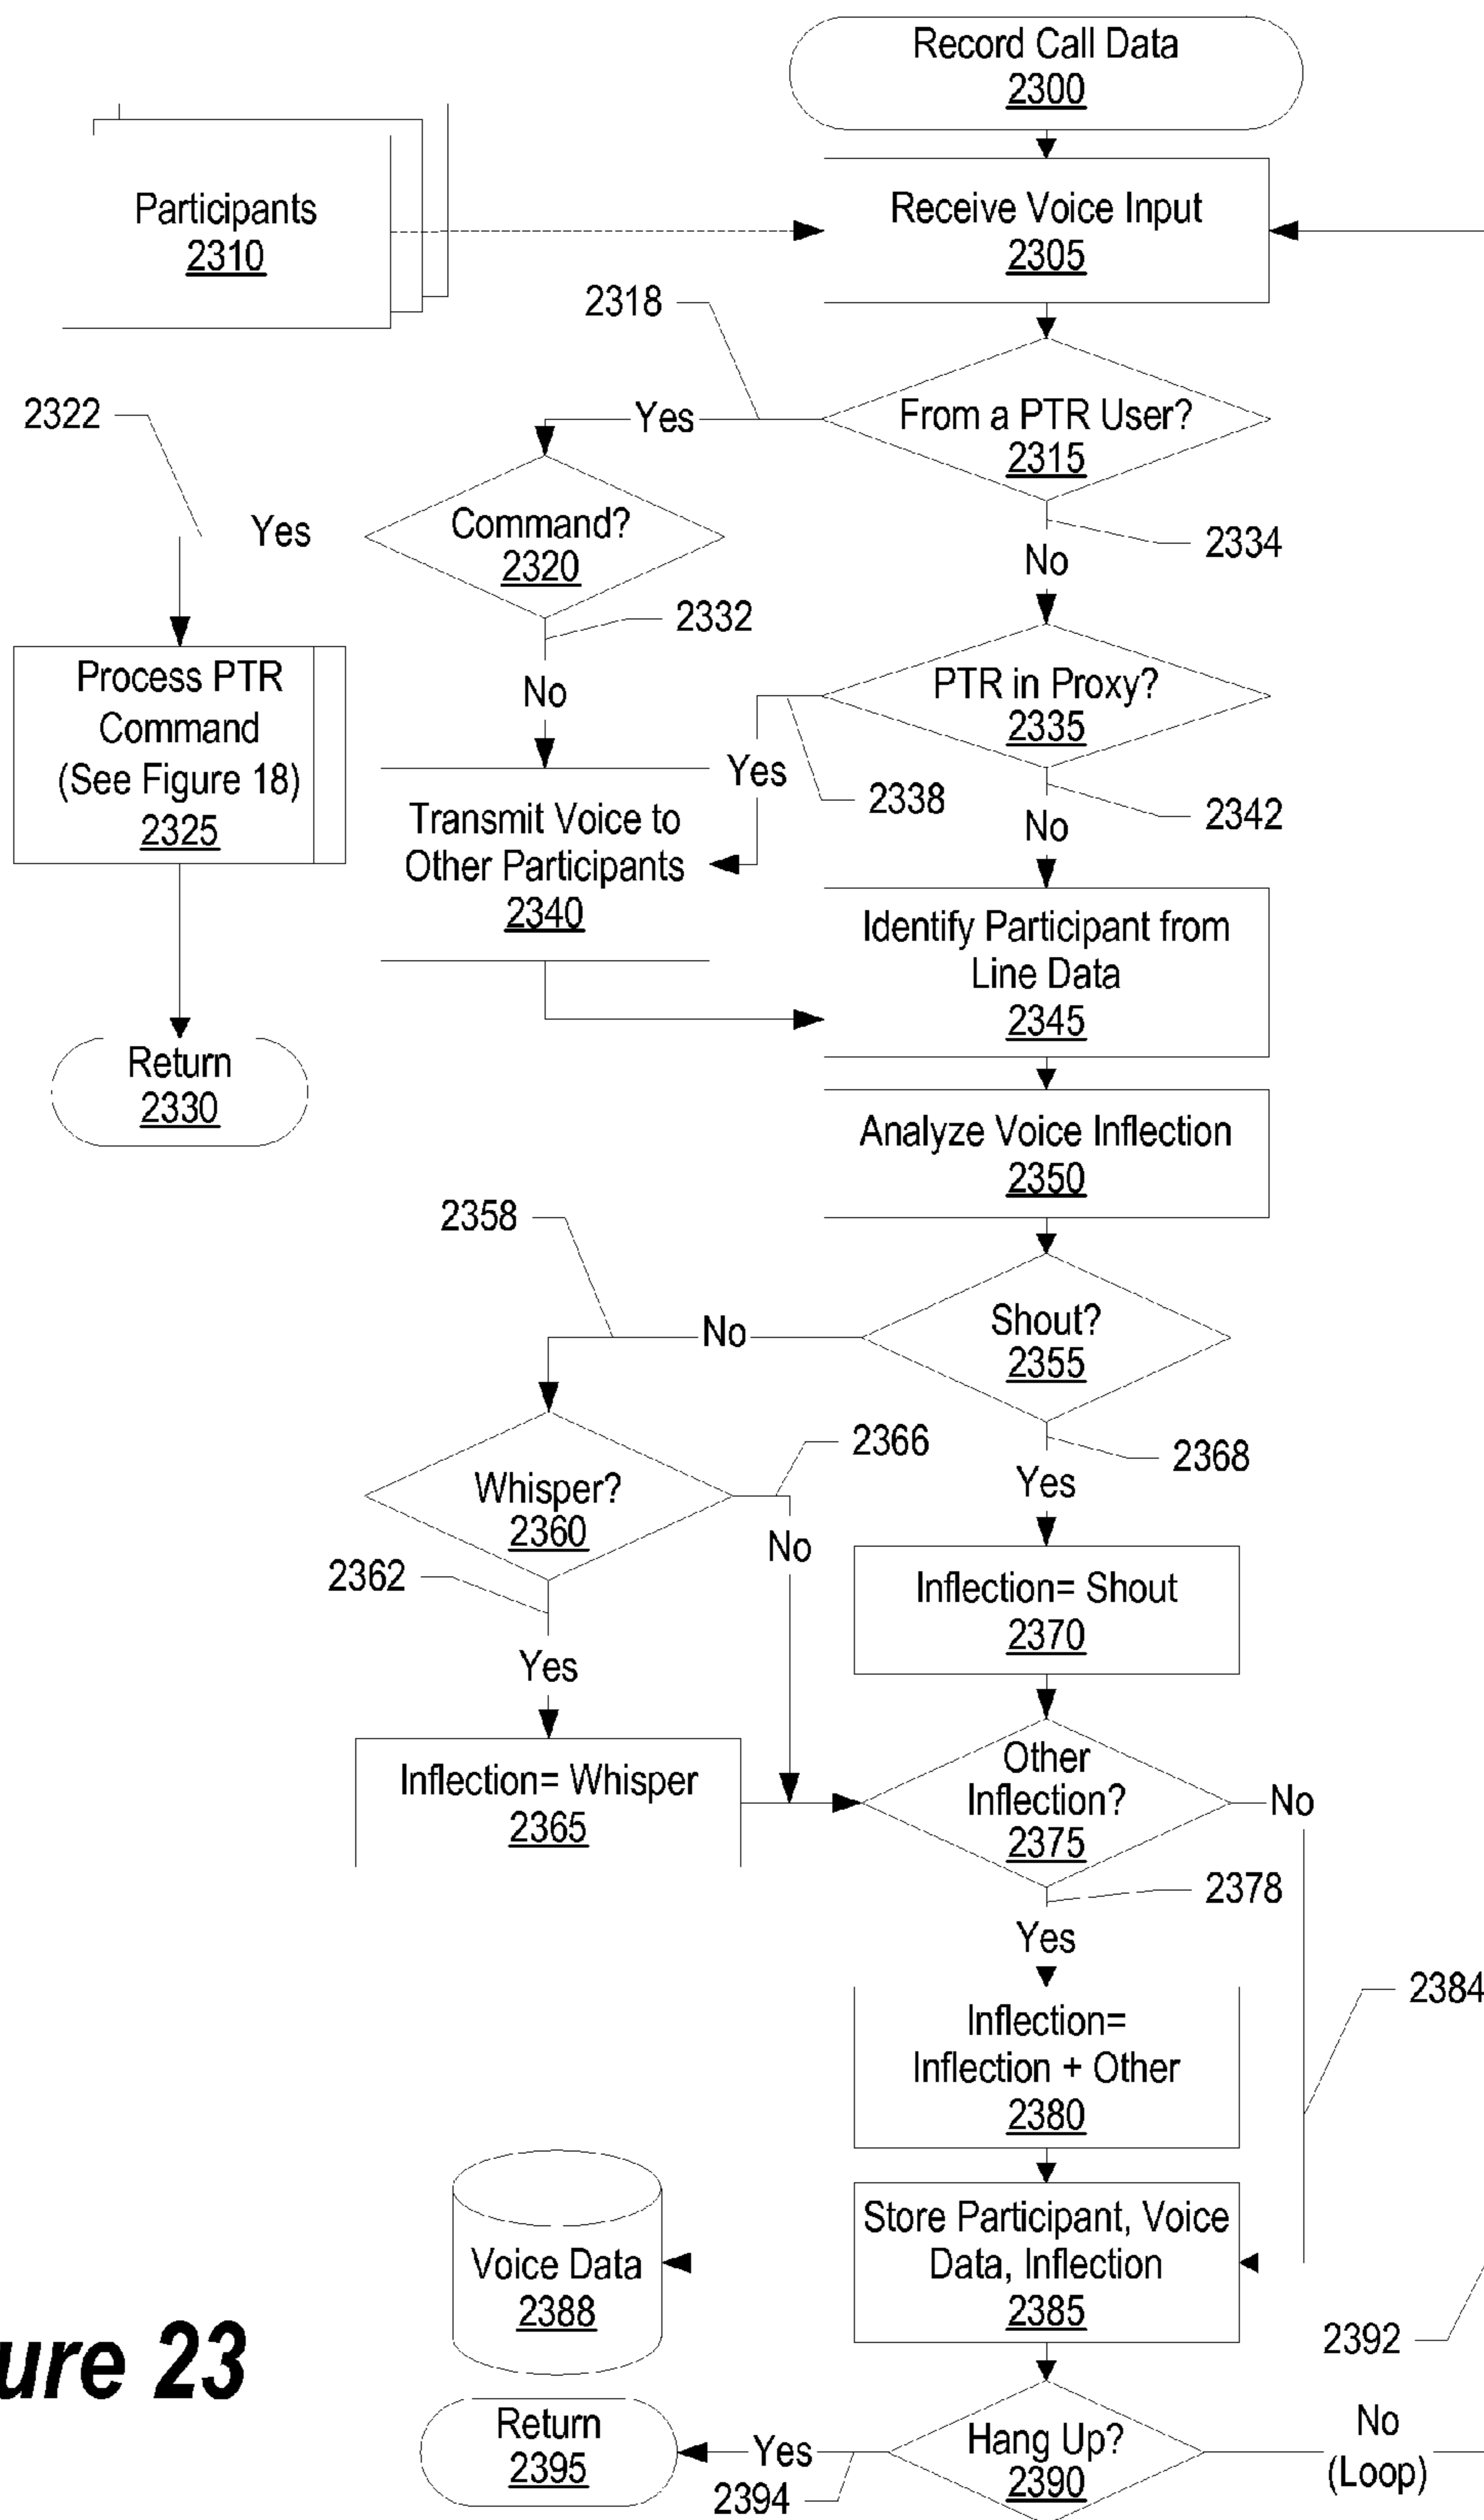 Record Call Data
2300
Participants
2310
Receive Voice Input
2305
2318
2322
Yes
From a PTR User?
2315
Yes
Command?
2320
2334
No
2332
Process PTR
Command
(See Figure 18)
2325
No
PTR in Proxy?
2335
Yes
2338
2342
No
Transmit Voice to
Other Participants
2340
Identify Participant from
Line Data
2345
Return
2330
Analyze Voice Inflection
2350
2358
No
Shout?
2355
2366
2368
Whisper?
2360
Yes
No
2362
Inflection= Shout
2370
Yes
Other
Inflection?
2375
No
Inflection= Whisper
2365
2378
Yes
2384
Inflection=
Inflection + Other
2380
Store Participant, Voice
Data, Inflection
2385
Voice Data
2388
2392
ure 23
Return
2395
Yes
2394
Hang Up?
2390
No
(Loop)